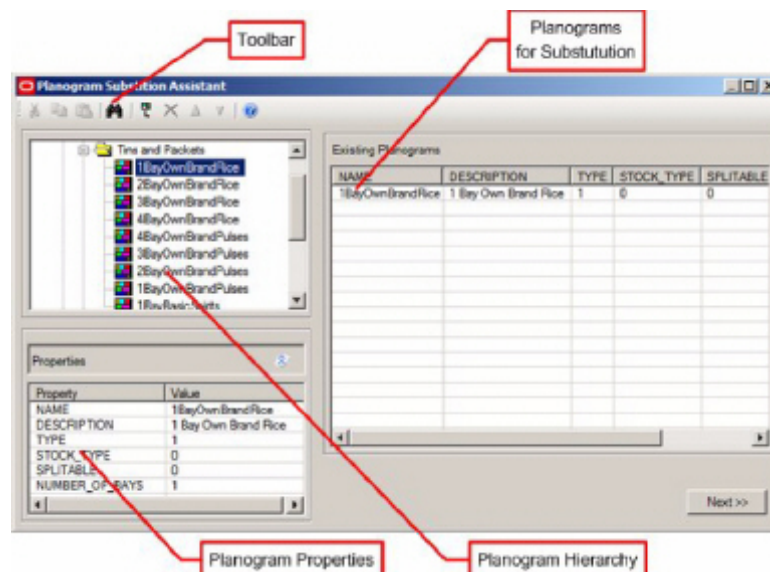 Toolbar
Planograms
for Substutution
Planogram Substition Assistant
Tins and Packets
1BayOwnBrandRice
2BayOwnBrandRice
3BayOwnBrandRice
4BayOwnBrandRice
4BayOwnBrandPulses
3BayOwnBrandPulses
2BayOwnBrandPulses
1BayOwnBrandPulses
1BayBasicSpirits
Existing Planograms
NAME DESCRIPTION TYPE STOCK_TYPE SPLITABLE
1BayOwnBrandRice 1 Bay Own Brand Rice 1 0 0
Properties
Property Value
NAME 1BayOwnBrandRice
DESCRIPTION 1 Bay Own Brand Rice
TYPE 1
STOCK_TYPE 0
SPLITABLE 0
NUMBER_OF_BAYS 1
Next >>
Planogram Properties
Planogram Hierarchy